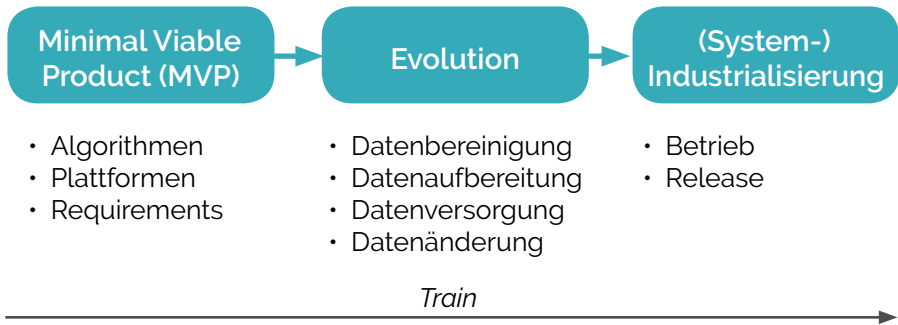 Minimal Viable
Product (MVP)
Evolution
(System-)
Industrialisierung
• Algorithmen
• Plattformen
• Requirements
• Datenbereinigung
• Datenaufbereitung
• Datenversorgung
• Datenänderung
• Betrieb
• Release
Train